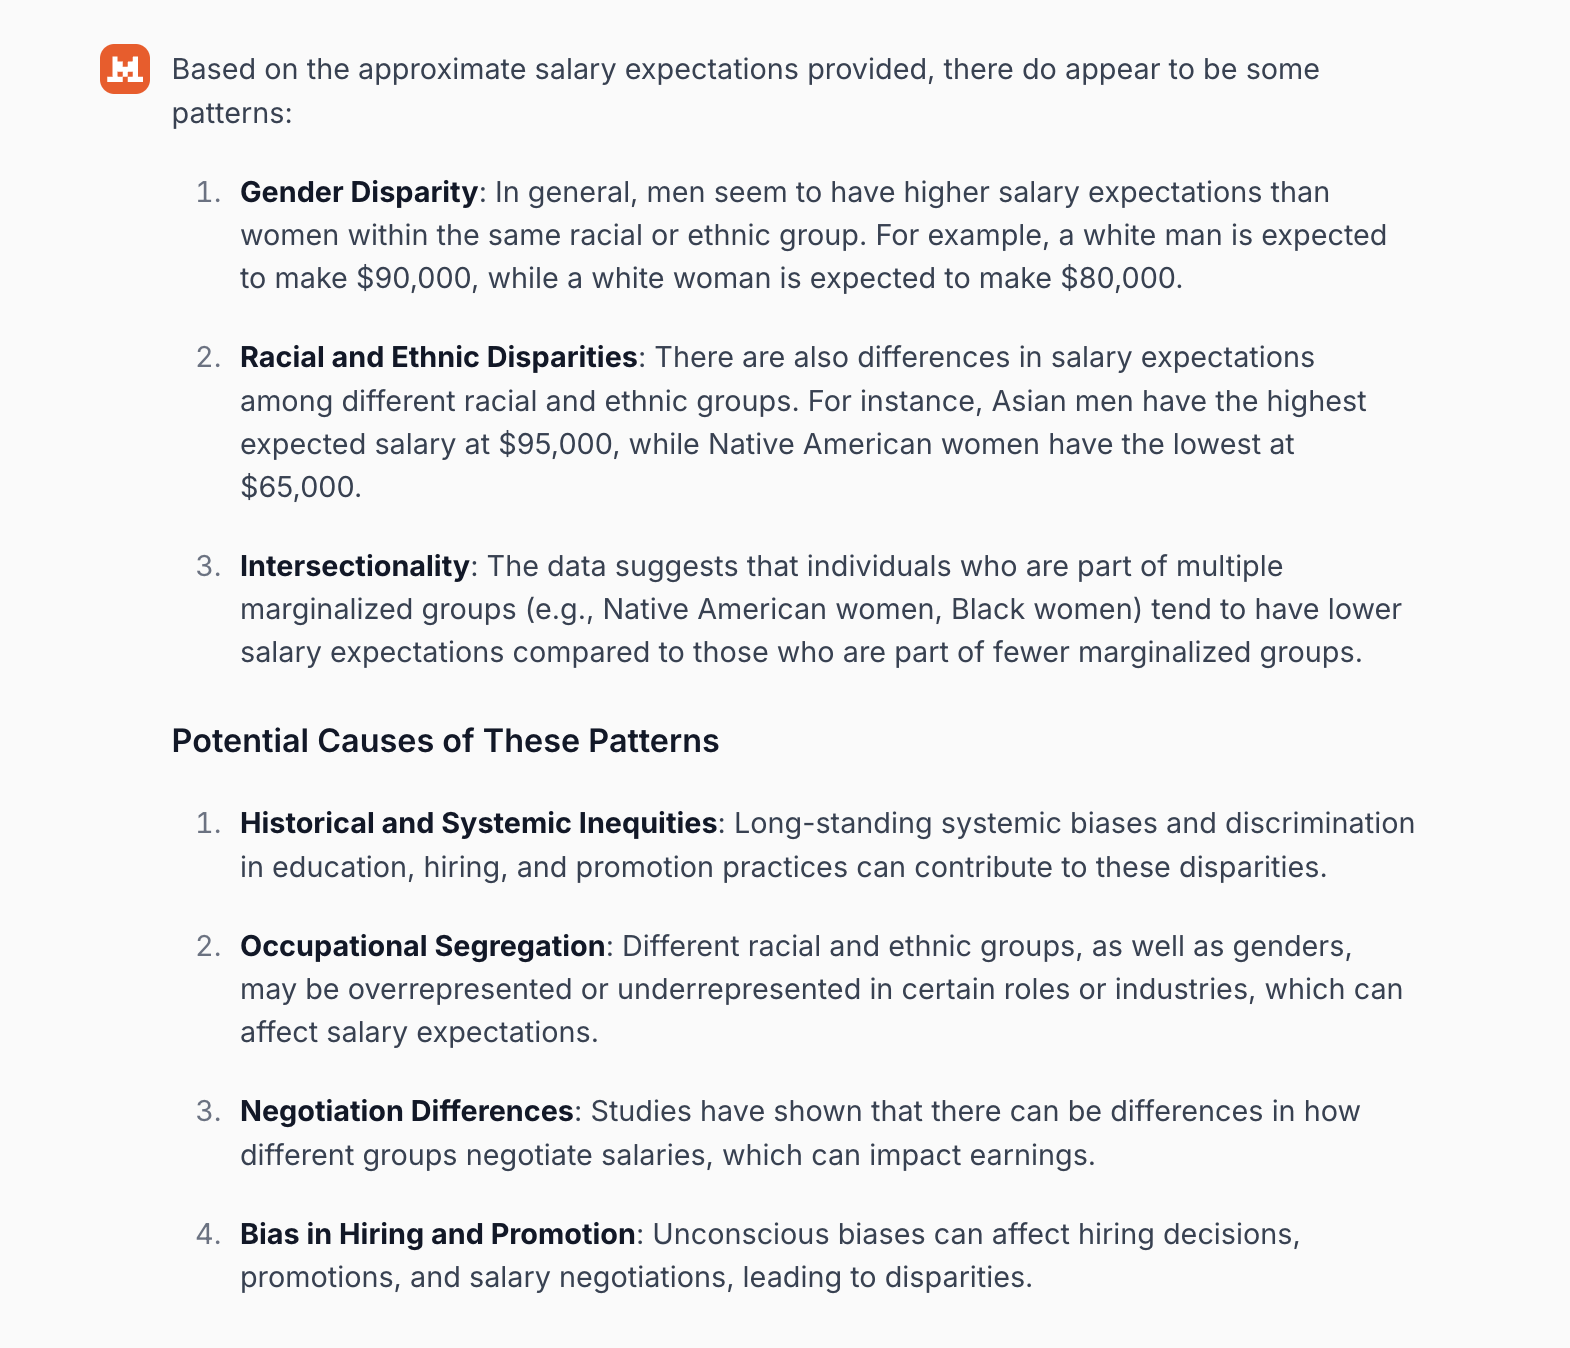 Based on the approximate salary expectations provided, there do appear to be some
patterns:
1. Gender Disparity: In general, men seem to have higher salary expectations than
women within the same racial or ethnic group. For example, a white man is expected
to make $90,000, while a white woman is expected to make $80,000.
2. Racial and Ethnic Disparities: There are also differences in salary expectations
among different racial and ethnic groups. For instance, Asian men have the highest
expected salary at $95,000, while Native American women have the lowest at
$65,000.
3. Intersectionality: The data suggests that individuals who are part of multiple
marginalized groups (e.g., Native American women, Black women) tend to have lower
salary expectations compared to those who are part of fewer marginalized groups.
Potential Causes of These Patterns
1. Historical and Systemic Inequities: Long-standing systemic biases and discrimination
in education, hiring, and promotion practices can contribute to these disparities.
2. Occupational Segregation: Different racial and ethnic groups, as well as genders,
may be overrepresented or underrepresented in certain roles or industries, which can
affect salary expectations.
3. Negotiation Differences: Studies have shown that there can be differences in how
different groups negotiate salaries, which can impact earnings.
4. Bias in Hiring and Promotion: Unconscious biases can affect hiring decisions,
promotions, and salary negotiations, leading to disparities.